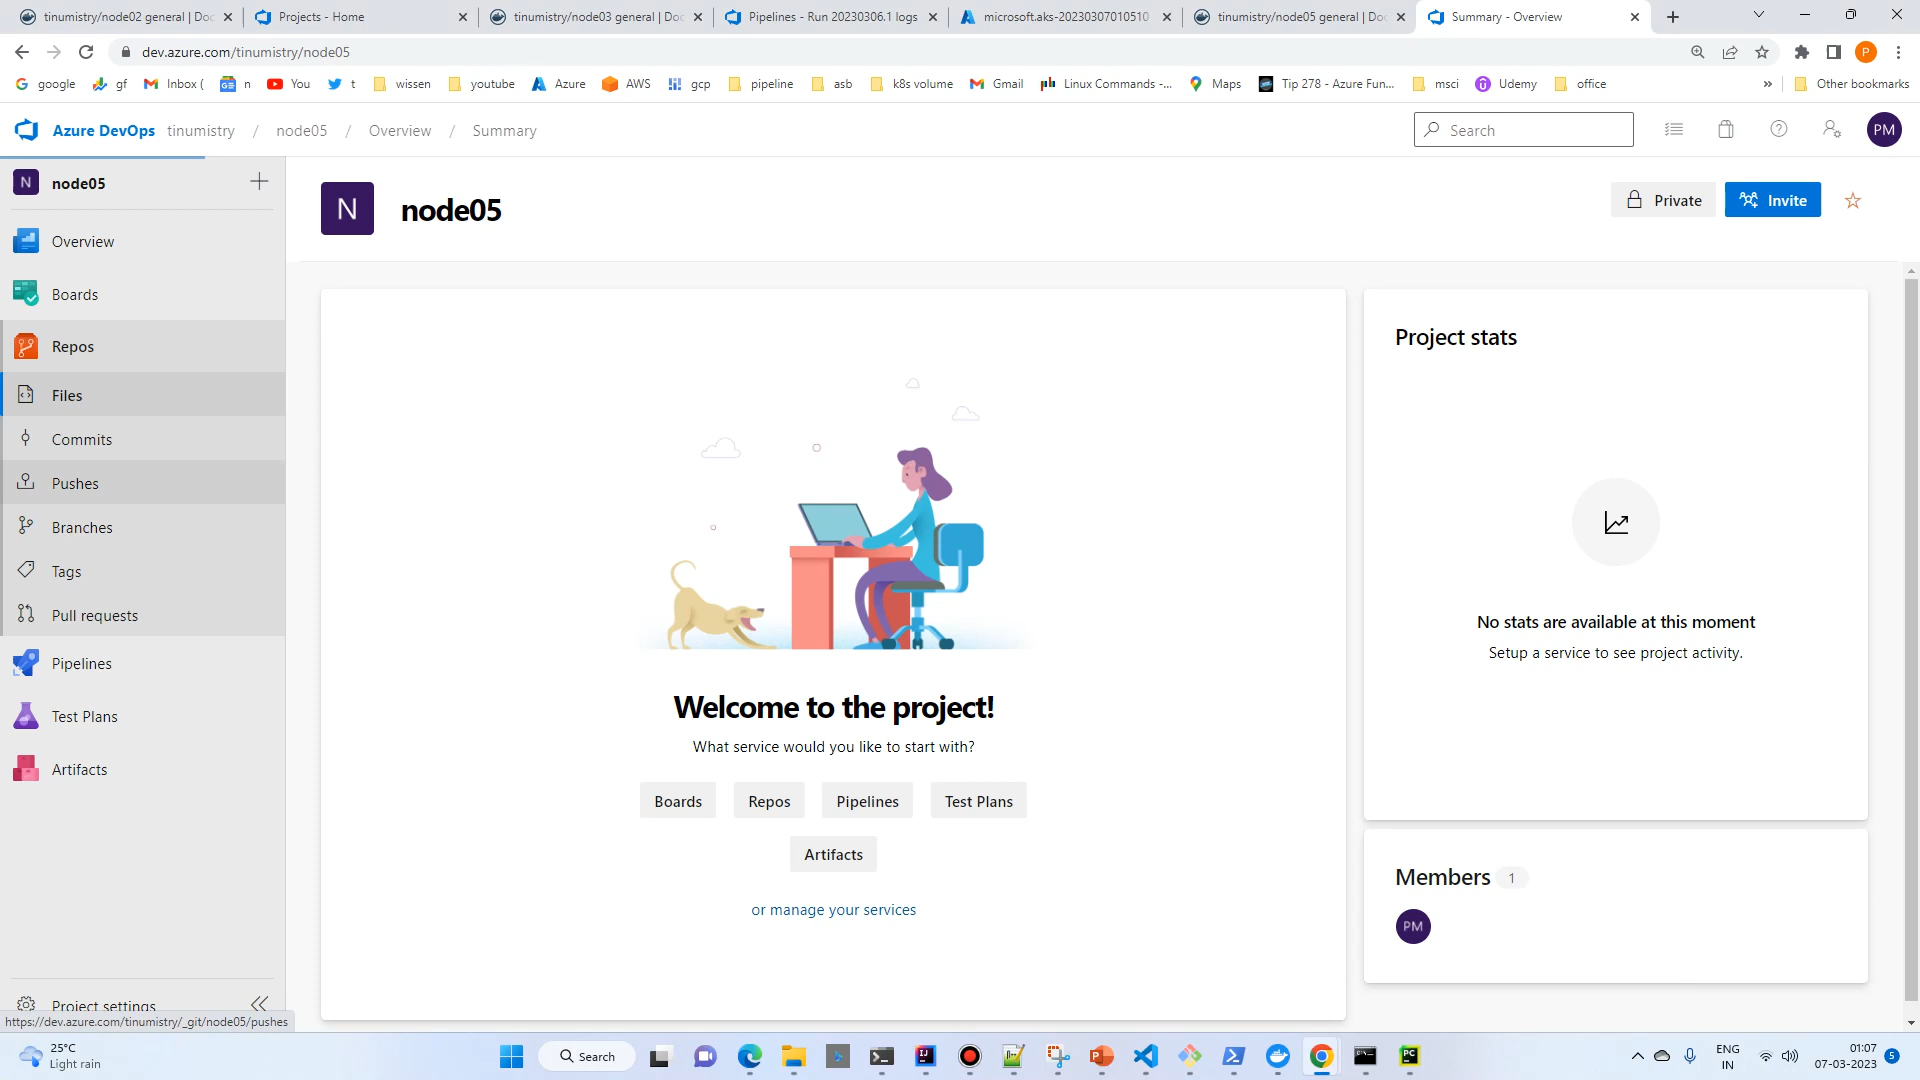 tinumistry/node02 general | Doc
Projects - Home
tinumistry/node03 general | Doc
Pipelines - Run 20230306.1 logs
microsoft.aks-20230307010510
tinumistry/node05 general | Doc
Summary - Overview
dev.azure.com/tinumistry/node05
P
google
gf
Inbox (
n
You
t
wissen
youtube
Azure
AWS
gcp
pipeline
asb
k8s volume
Gmail
Linux Commands -...
Maps
Tip 278 - Azure Fun...
msci
Udemy
office
»
Other bookmarks
Azure DevOps tinumistry / node05 / Overview / Summary
Search
PM
N node05
Overview
Boards
Repos
Files
Commits
Pushes
Branches
Tags
Pull requests
Pipelines
Test Plans
Artifacts
Project settings
https://dev.azure.com/tinumistry/_git/node05/pushes
N node05
Private
Invite
Welcome to the project!
What service would you like to start with?
Boards
Repos
Pipelines
Test Plans
Artifacts
or manage your services
Project stats
No stats are available at this moment
Setup a service to see project activity.
Members 1
PM
25°C
Light rain
Search
ENG
IN
01:07
07-03-2023
5